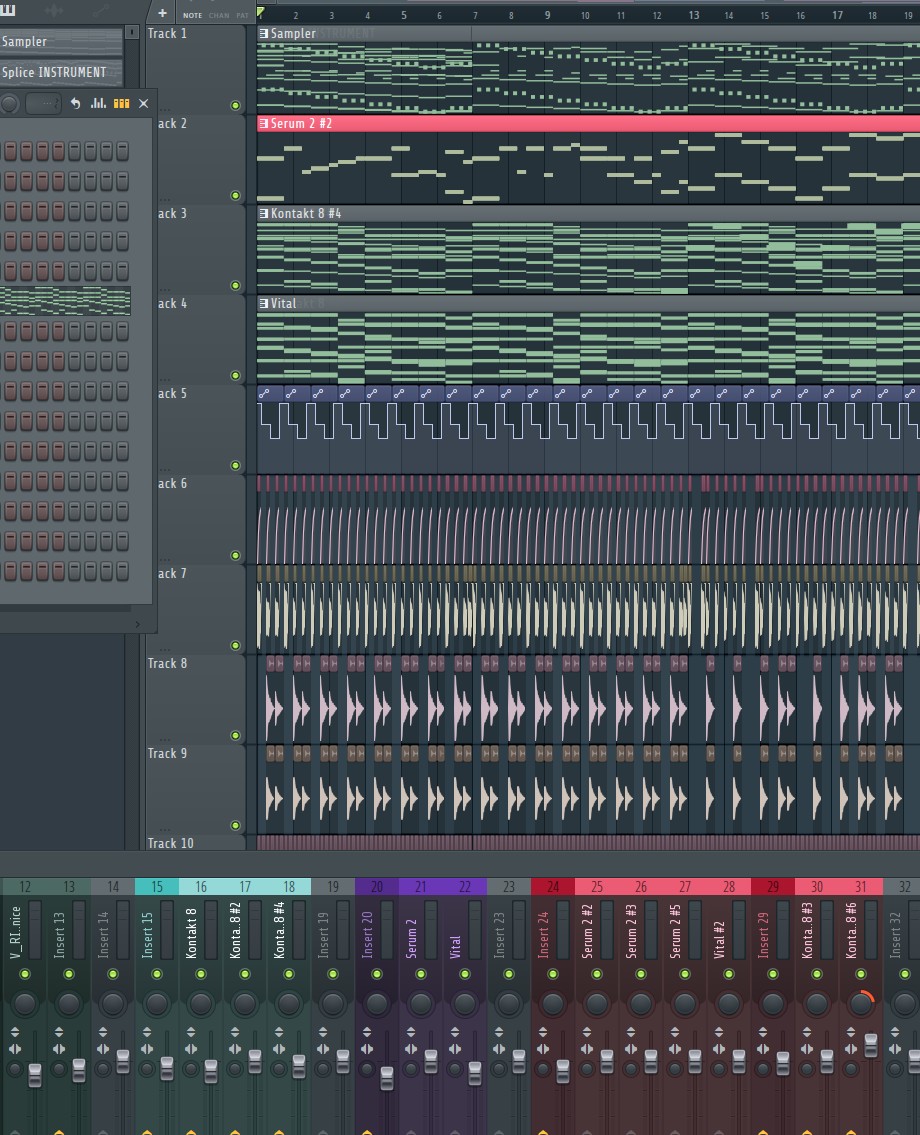 NOTE CHAN PAT
2 3 4 5 6 7 8 9 10 11 12 13 14 15 16 17 18 19
Sampler
Splice INSTRUMENT
Track 1
Sampler
ack 2
Serum 2 #2
ack 3
Kontakt 8 #4
ack 4
Vital
ack 5
ack 6
ack 7
Track 8
Track 9
Track 10
12 13 14 15 16 17 18 19 20 21 22 23 24 25 26 27 28 29 30 31 32
V_RI..nice
Insert 13
Insert 14
Insert 15
Kontakt 8
Konta..8 #2
Konta..8 #4
Insert 19
Insert 20
Serum 2
Vital
Insert 23
Insert 24
Serum 2 #2
Serum 2 #3
Serum 2 #5
Vital #2
Insert 29
Konta..8 #3
Konta..8 #6
Insert 32